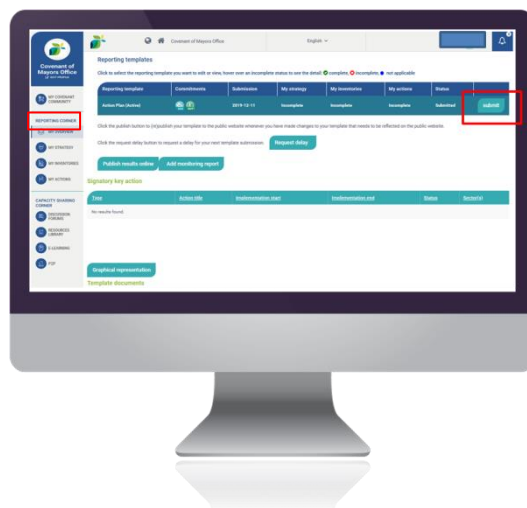 Covenant of Mayors Office
English
Covenant of
Mayors Office
Reporting templates
Click to select the reporting template you want to edit or view, hover over an incomplete status to see the detail: complete, incomplete, not applicable
Reporting template Commitments Submission My strategy My inventories My actions Status
Action Plan (Active) 2019-12-11 Incomplete Incomplete Incomplete Submitted submit
MY COVENANT
COMMUNITY
REPORTING CORNER
MY STRATEGY
MY STRATEGY
MY INVENTORIES
MY ACTIONS
CAPACITY SHARING
CORNER
DISCUSSION
FORUMS
RESOURCES
LIBRARY
E-LEARNING
Click the publish button to (re)publish your template to the public website whenever you have made changes to your template that needs to be reflected on the public website.
Click the request delay button to request a delay for your next template submission. Request delay
Publish results online Add monitoring report
Signatory key action
Type Action title Implementation start Implementation end Status Sector(s)
No results found.
Graphical representation
Template documents